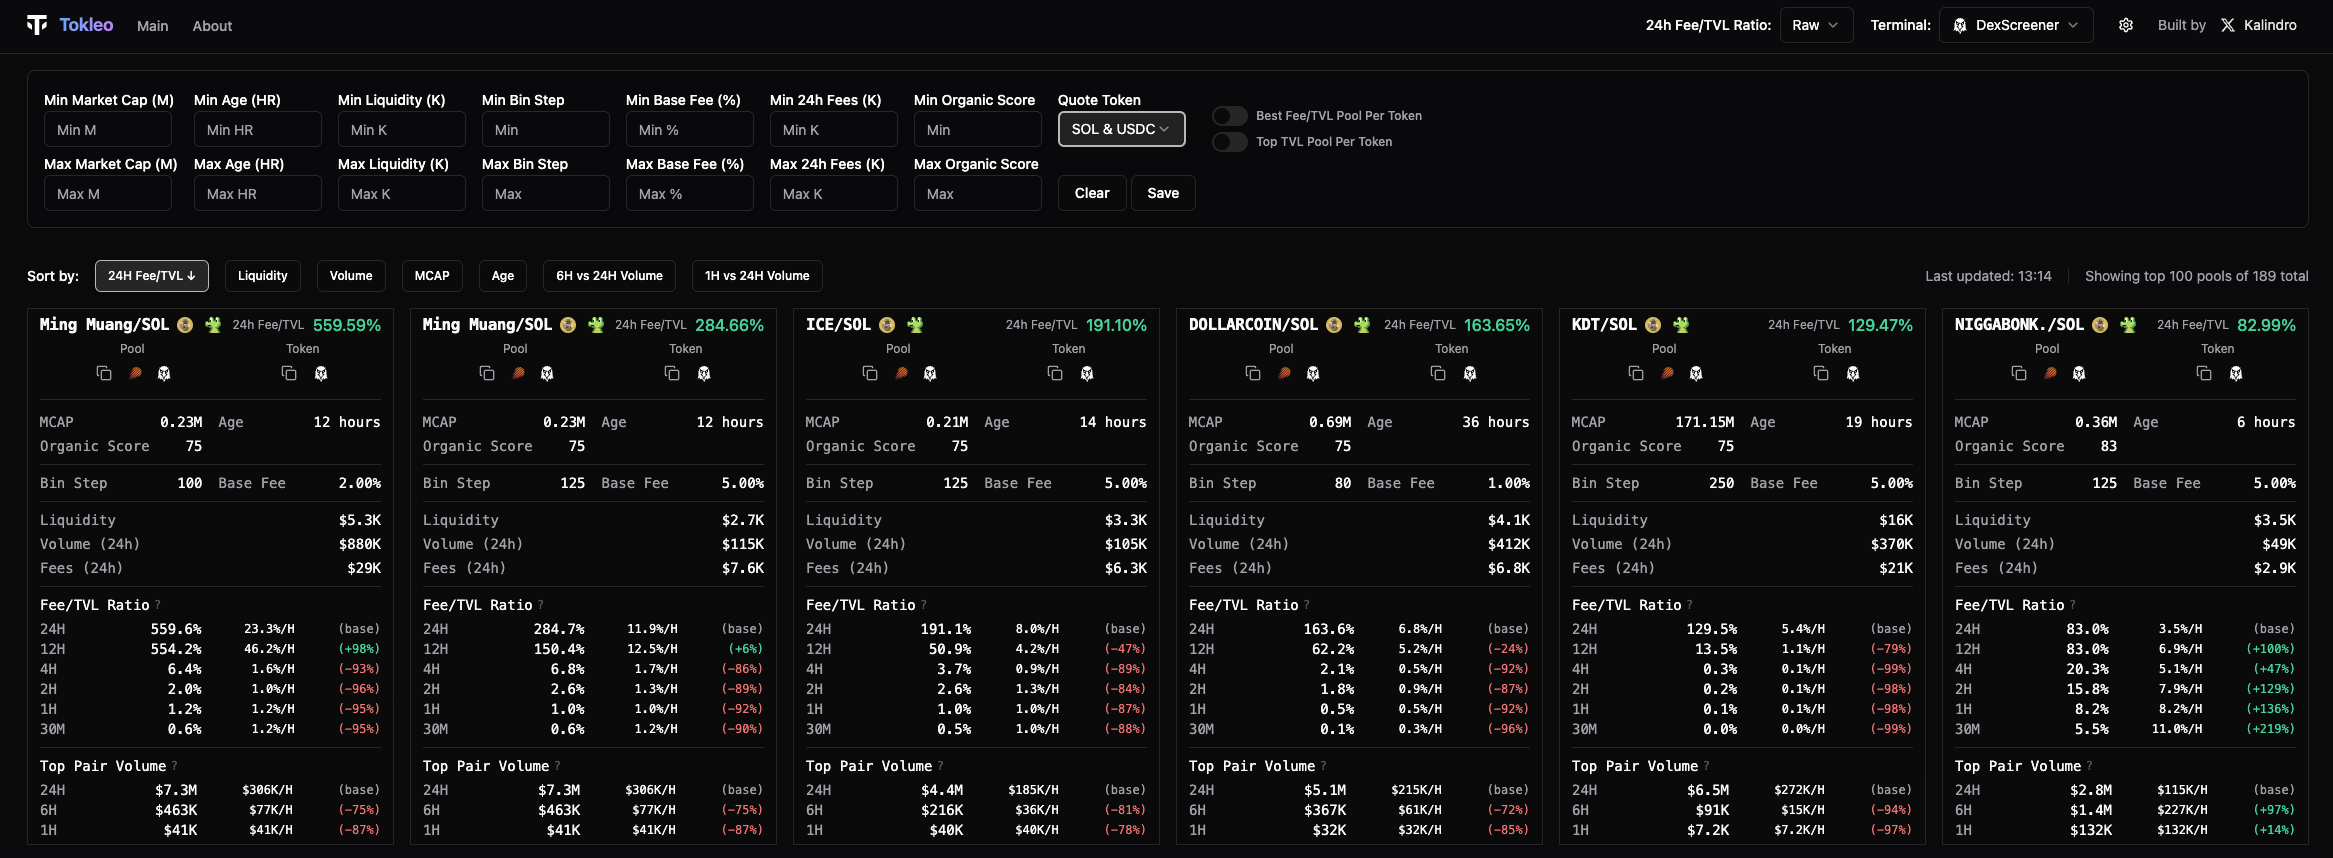 Tokleo Main About 24h Fee/TVL Ratio: Raw Terminal: DexScreener Built by Kalindro
Min Market Cap (M) Min Age (HR) Min Liquidity (K) Min Bin Step Min Base Fee (%) Min 24h Fees (K) Min Organic Score Quote Token
Min M Min HR Min K Min Min % Min K Min SOL & USDC
Best Fee/TVL Pool Per Token
Top TVL Pool Per Token
Max Market Cap (M) Max Age (HR) Max Liquidity (K) Max Bin Step Max Base Fee (%) Max 24h Fees (K) Max Organic Score
Max M Max HR Max K Max Max % Max K Max Clear Save
Sort by: 24H Fee/TVL ↓ Liquidity Volume MCAP Age 6H vs 24H Volume 1H vs 24H Volume Last updated: 13:14 Showing top 100 pools of 189 total
Ming Muang/SOL 24h Fee/TVL 559.59%
Pool Token
MCAP 0.23M Age 12 hours
Organic Score 75
Bin Step 100 Base Fee 2.00%
Liquidity $5.3K
Volume (24h) $880K
Fees (24h) $29K
Fee/TVL Ratio ?
24H 559.6% 23.3%/H (base)
12H 554.2% 46.2%/H (+98%)
4H 6.4% 1.6%/H (-93%)
2H 2.0% 1.0%/H (-96%)
1H 1.2% 1.2%/H (-95%)
30M 0.6% 1.2%/H (-95%)
Top Pair Volume ?
24H $7.3M $306K/H (base)
6H $463K $77K/H (-75%)
1H $41K $41K/H (-87%)
Ming Muang/SOL 24h Fee/TVL 284.66%
Pool Token
MCAP 0.23M Age 12 hours
Organic Score 75
Bin Step 125 Base Fee 5.00%
Liquidity $2.7K
Volume (24h) $115K
Fees (24h) $7.6K
Fee/TVL Ratio ?
24H 284.7% 11.9%/H (base)
12H 150.4% 12.5%/H (+6%)
4H 6.8% 1.7%/H (-86%)
2H 2.6% 1.3%/H (-89%)
1H 1.0% 1.0%/H (-92%)
30M 0.6% 1.2%/H (-90%)
Top Pair Volume ?
24H $7.3M $306K/H (base)
6H $463K $77K/H (-75%)
1H $41K $41K/H (-87%)
ICE/SOL 24h Fee/TVL 191.10%
Pool Token
MCAP 0.21M Age 14 hours
Organic Score 75
Bin Step 125 Base Fee 5.00%
Liquidity $3.3K
Volume (24h) $105K
Fees (24h) $6.3K
Fee/TVL Ratio ?
24H 191.1% 8.0%/H (base)
12H 50.9% 4.2%/H (-47%)
4H 3.7% 0.9%/H (-89%)
2H 2.6% 1.3%/H (-84%)
1H 1.0% 1.0%/H (-87%)
30M 0.5% 1.0%/H (-88%)
Top Pair Volume ?
24H $4.4M $185K/H (base)
6H $216K $36K/H (-81%)
1H $40K $40K/H (-78%)
DOLLARCOIN/SOL 24h Fee/TVL 163.65%
Pool Token
MCAP 0.69M Age 36 hours
Organic Score 75
Bin Step 80 Base Fee 1.00%
Liquidity $4.1K
Volume (24h) $412K
Fees (24h) $6.8K
Fee/TVL Ratio ?
24H 163.6% 6.8%/H (base)
12H 62.2% 5.2%/H (-24%)
4H 2.1% 0.5%/H (-92%)
2H 1.8% 0.9%/H (-87%)
1H 0.5% 0.5%/H (-92%)
30M 0.1% 0.3%/H (-96%)
Top Pair Volume ?
24H $5.1M $215K/H (base)
6H $367K $61K/H (-72%)
1H $32K $32K/H (-85%)
KDT/SOL 24h Fee/TVL 129.47%
Pool Token
MCAP 171.15M Age 19 hours
Organic Score 75
Bin Step 250 Base Fee 5.00%
Liquidity $16K
Volume (24h) $370K
Fees (24h) $21K
Fee/TVL Ratio ?
24H 129.5% 5.4%/H (base)
12H 13.5% 1.1%/H (-79%)
4H 0.3% 0.1%/H (-99%)
2H 0.2% 0.1%/H (-98%)
1H 0.1% 0.1%/H (-98%)
30M 0.0% 0.0%/H (-99%)
Top Pair Volume ?
24H $6.5M $272K/H (base)
6H $91K $15K/H (-94%)
1H $7.2K $7.2K/H (-97%)
NIGGABONK./SOL 24h Fee/TVL 82.99%
Pool Token
MCAP 0.36M Age 6 hours
Organic Score 83
Bin Step 125 Base Fee 5.00%
Liquidity $3.5K
Volume (24h) $49K
Fees (24h) $2.9K
Fee/TVL Ratio ?
24H 83.0% 3.5%/H (base)
12H 83.0% 6.9%/H (+100%)
4H 20.3% 5.1%/H (+47%)
2H 15.8% 7.9%/H (+129%)
1H 8.2% 8.2%/H (+136%)
30M 5.5% 11.0%/H (+219%)
Top Pair Volume ?
24H $2.8M $115K/H (base)
6H $1.4M $227K/H (+97%)
1H $132K $132K/H (+14%)